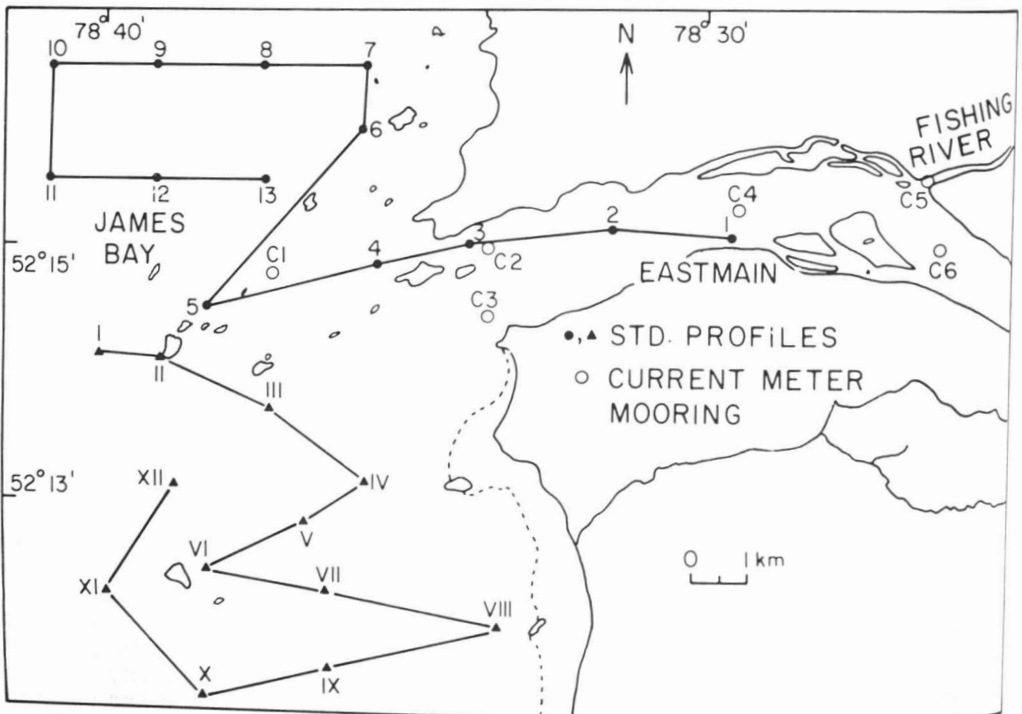 78° 40'
N
78° 30'
10
9
8
7
6
FISHING
RIVER
11
12
13
C5
C4
JAMES
BAY
2
1
3
C1
4
C2
C6
52° 15'
EASTMAIN
5
C3
I
II
●,▲ STD. PROFiLES
○ CURRENT METER
MOORING
III
XII
IV
52° 13'
V
VI
VII
0 1 km
XI
VIII
X
IX